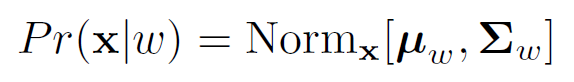 Pr(𝐱|w) = Norm_𝐱[𝝁_w, 𝚺_w]